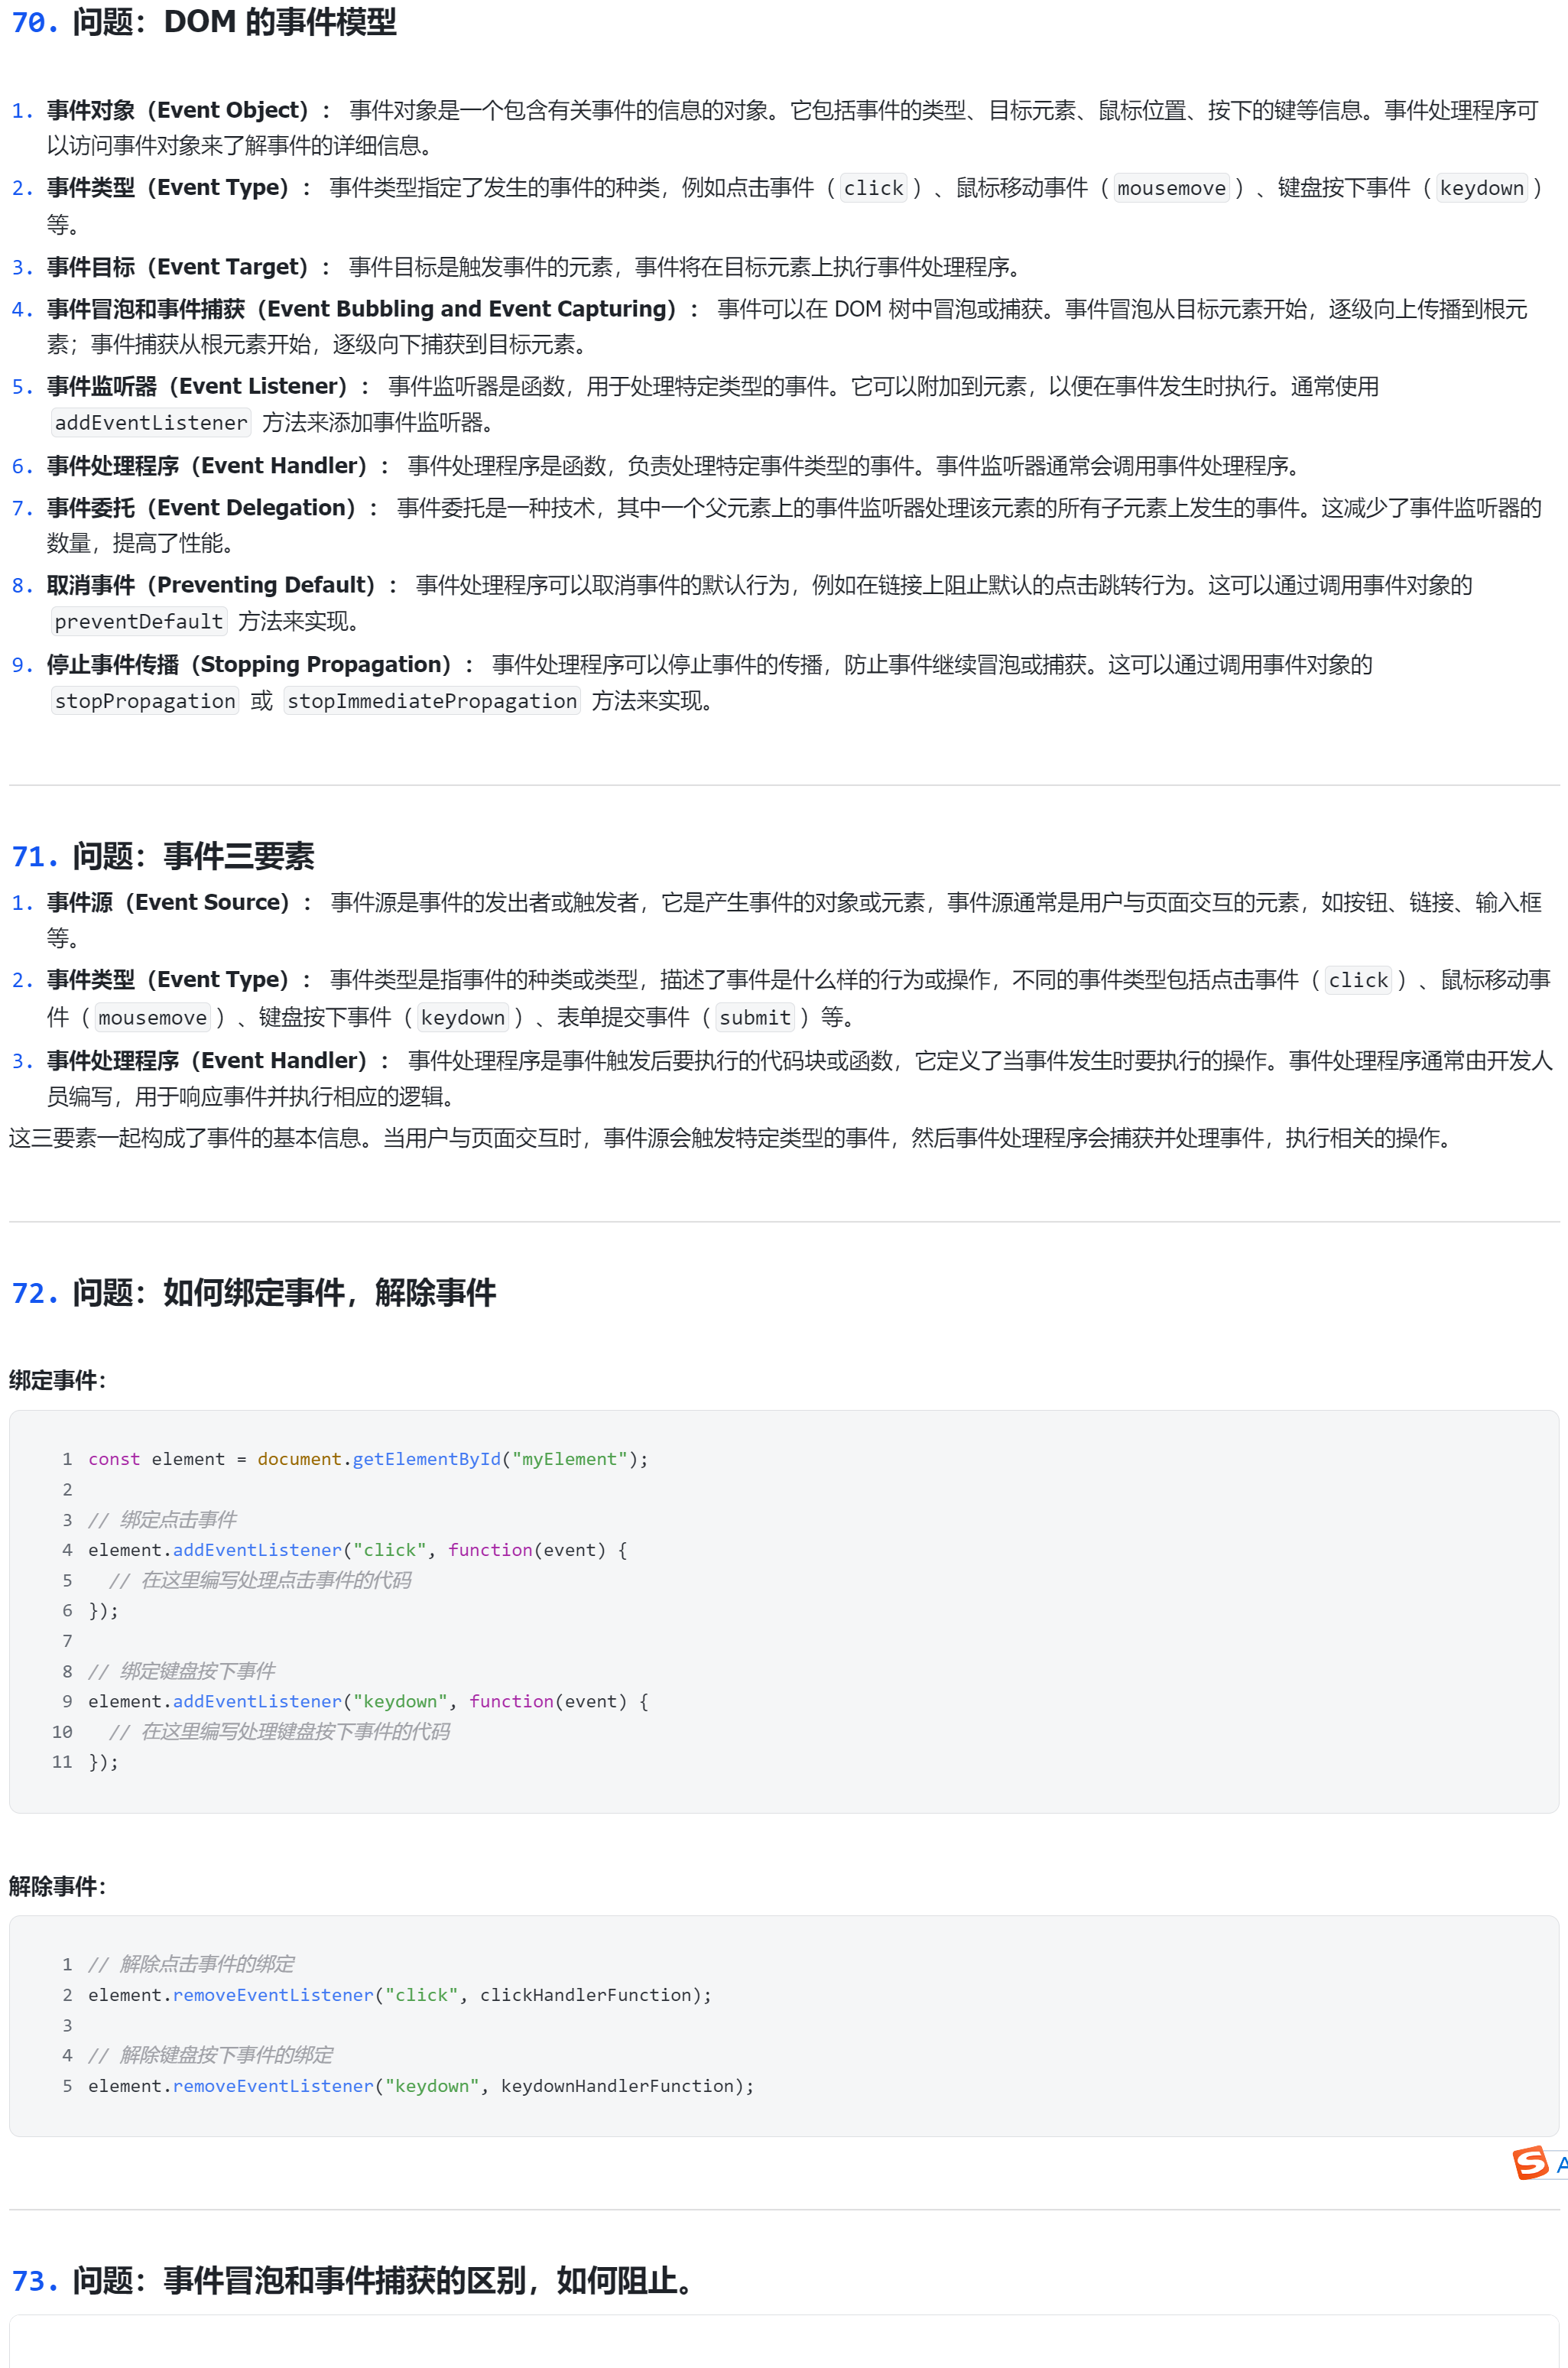 70. 问题：DOM 的事件模型
1. 事件对象（Event Object）： 事件对象是一个包含有关事件的信息的对象。它包括事件的类型、目标元素、鼠标位置、按下的键等信息。事件处理程序可
以访问事件对象来了解事件的详细信息。
2. 事件类型（Event Type）： 事件类型指定了发生的事件的种类，例如点击事件（ click ）、鼠标移动事件（ mousemove ）、键盘按下事件（ keydown ）
等。
3. 事件目标（Event Target）： 事件目标是触发事件的元素，事件将在目标元素上执行事件处理程序。
4. 事件冒泡和事件捕获（Event Bubbling and Event Capturing）： 事件可以在 DOM 树中冒泡或捕获。事件冒泡从目标元素开始，逐级向上传播到根元
素；事件捕获从根元素开始，逐级向下捕获到目标元素。
5. 事件监听器（Event Listener）： 事件监听器是函数，用于处理特定类型的事件。它可以附加到元素，以便在事件发生时执行。通常使用
addEventListener 方法来添加事件监听器。
6. 事件处理程序（Event Handler）： 事件处理程序是函数，负责处理特定事件类型的事件。事件监听器通常会调用事件处理程序。
7. 事件委托（Event Delegation）： 事件委托是一种技术，其中一个父元素上的事件监听器处理该元素的所有子元素上发生的事件。这减少了事件监听器的
数量，提高了性能。
8. 取消事件（Preventing Default）： 事件处理程序可以取消事件的默认行为，例如在链接上阻止默认的点击跳转行为。这可以通过调用事件对象的
preventDefault 方法来实现。
9. 停止事件传播（Stopping Propagation）： 事件处理程序可以停止事件的传播，防止事件继续冒泡或捕获。这可以通过调用事件对象的
stopPropagation 或 stopImmediatePropagation 方法来实现。
71. 问题：事件三要素
1. 事件源（Event Source）： 事件源是事件的发出者或触发者，它是产生事件的对象或元素，事件源通常是用户与页面交互的元素，如按钮、链接、输入框
等。
2. 事件类型（Event Type）： 事件类型是指事件的种类或类型，描述了事件是什么样的行为或操作，不同的事件类型包括点击事件（ click ）、鼠标移动事
件（ mousemove ）、键盘按下事件（ keydown ）、表单提交事件（ submit ）等。
3. 事件处理程序（Event Handler）： 事件处理程序是事件触发后要执行的代码块或函数，它定义了当事件发生时要执行的操作。事件处理程序通常由开发人
员编写，用于响应事件并执行相应的逻辑。
这三要素一起构成了事件的基本信息。当用户与页面交互时，事件源会触发特定类型的事件，然后事件处理程序会捕获并处理事件，执行相关的操作。
72. 问题：如何绑定事件，解除事件
绑定事件：
1 const element = document.getElementById("myElement");
2
3 // 绑定点击事件
4 element.addEventListener("click", function(event) {
5   // 在这里编写处理点击事件的代码
6 });
7
8 // 绑定键盘按下事件
9 element.addEventListener("keydown", function(event) {
10   // 在这里编写处理键盘按下事件的代码
11 });
解除事件：
1 // 解除点击事件的绑定
2 element.removeEventListener("click", clickHandlerFunction);
3
4 // 解除键盘按下事件的绑定
5 element.removeEventListener("keydown", keydownHandlerFunction);
73. 问题：事件冒泡和事件捕获的区别，如何阻止。